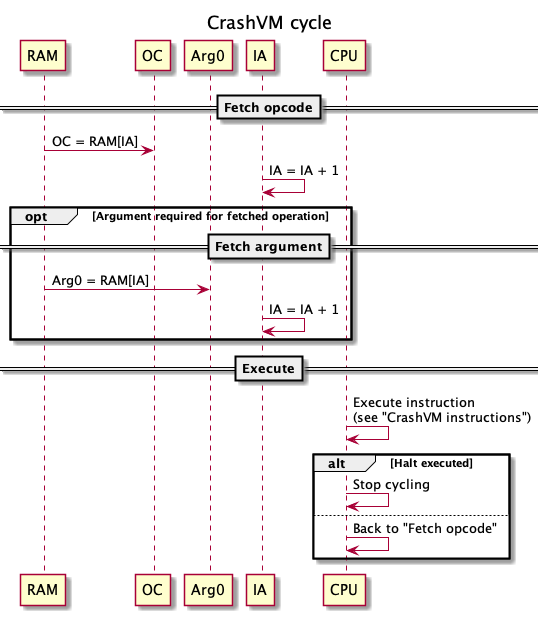 CrashVM cycle
RAM OC Arg0 IA CPU
Fetch opcode
OC = RAM[IA]
IA = IA + 1
opt [Argument required for fetched operation]
Fetch argument
Arg0 = RAM[IA]
IA = IA + 1
Execute
Execute instruction
(see "CrashVM instructions")
alt [Halt executed]
Stop cycling
Back to "Fetch opcode"
RAM OC Arg0 IA CPU